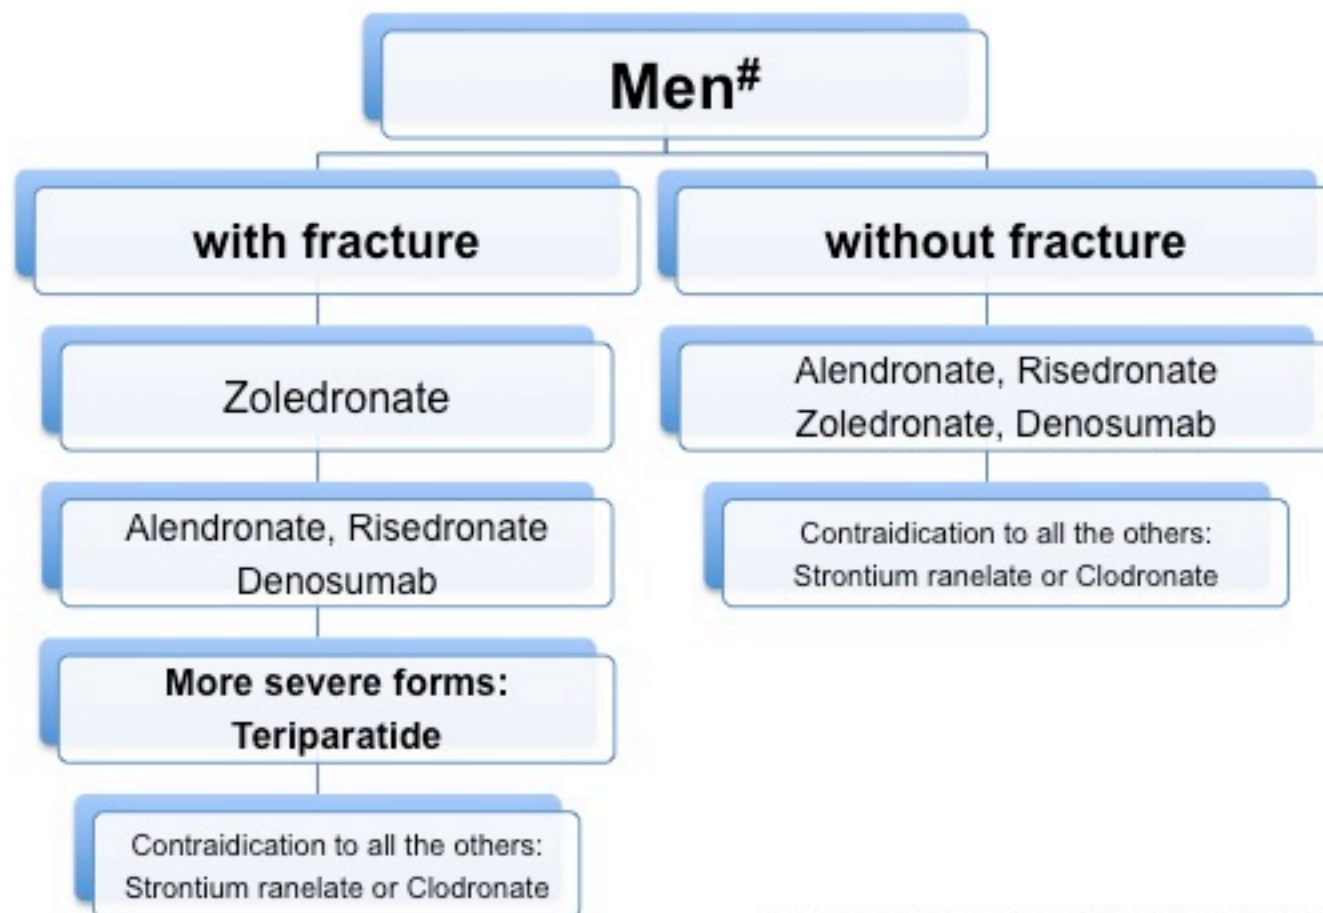 Men#
with fracture
Zoledronate
Alendronate, Risedronate
Denosumab
More severe forms:
Teriparatide
Contraidication to all the others:
Strontium ranelate or Clodronate
without fracture
Alendronate, Risedronate
Zoledronate, Denosumab
Contraidication to all the others:
Strontium ranelate or Clodronate